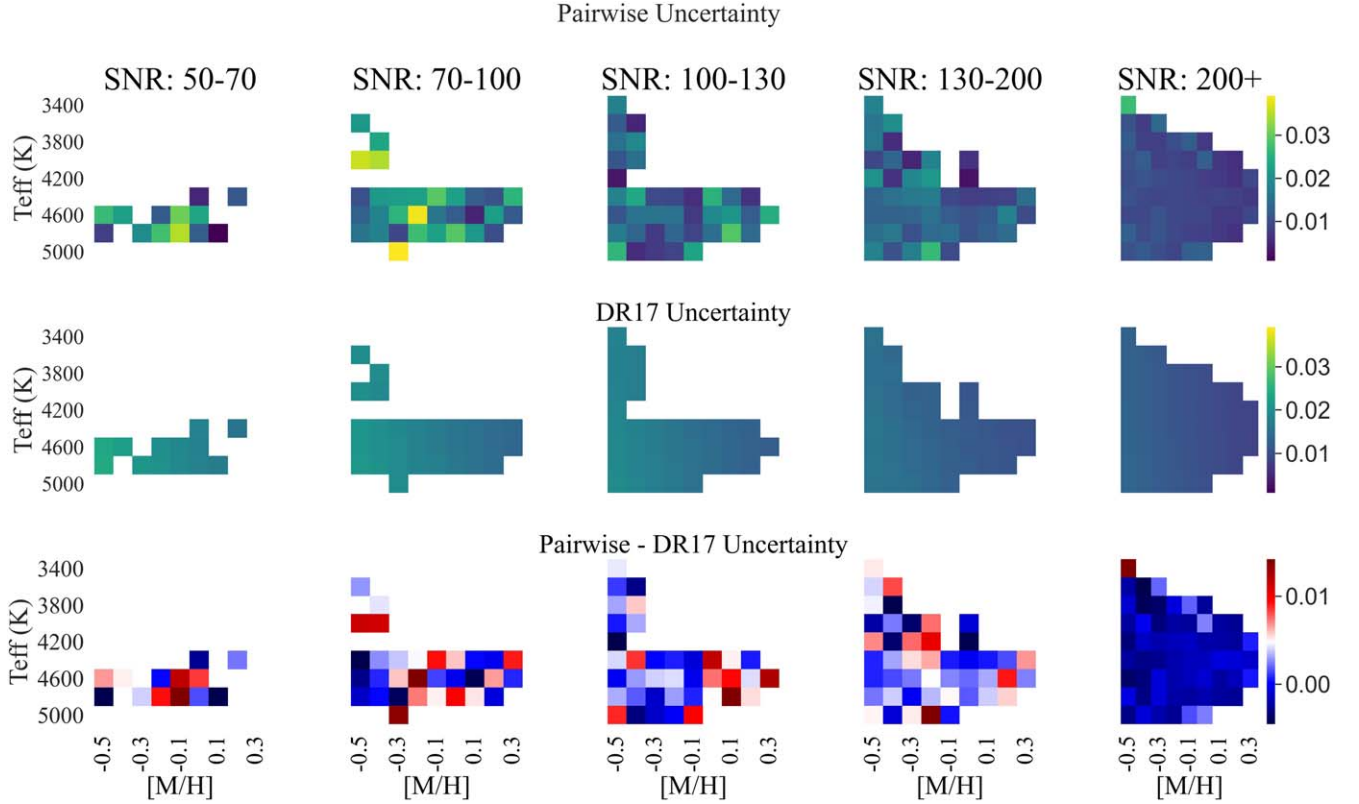 Pairwise Uncertainty
SNR: 50-70 SNR: 70-100 SNR: 100-130 SNR: 130-200 SNR: 200+
3400
3800
4200
4600
5000
Teff (K)
0.03
0.02
0.01
DR17 Uncertainty
3400
3800
4200
4600
5000
Teff (K)
0.03
0.02
0.01
Pairwise - DR17 Uncertainty
3400
3800
4200
4600
5000
Teff (K)
0.01
0.00
-0.5 -0.3 -0.1 0.1 0.3 -0.5 -0.3 -0.1 0.1 0.3 -0.5 -0.3 -0.1 0.1 0.3 -0.5 -0.3 -0.1 0.1 0.3 -0.5 -0.3 -0.1 0.1 0.3
[M/H] [M/H] [M/H] [M/H] [M/H]